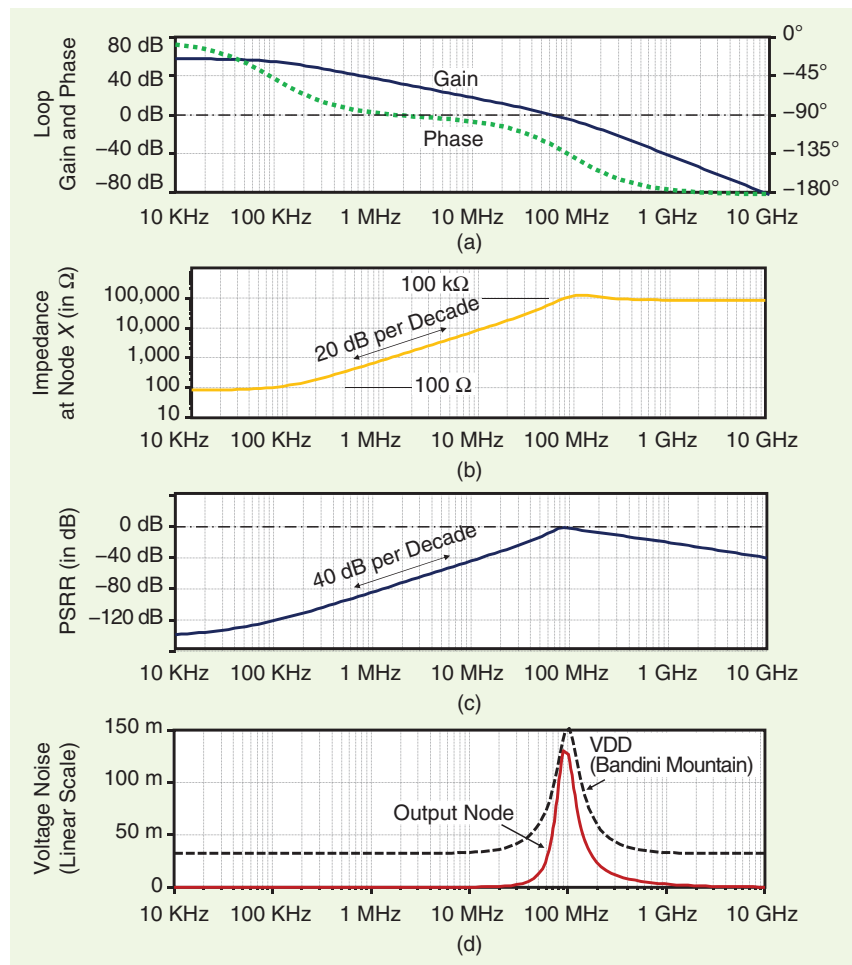 Loop
Gain and Phase
80 dB
40 dB
0 dB
−40 dB
−80 dB
Gain
Phase
0°
−45°
−90°
−135°
−180°
10 KHz 100 KHz 1 MHz 10 MHz 100 MHz 1 GHz 10 GHz
(a)
Impedance
at Node X (in Ω)
100,000
10,000
1,000
100
10
100 kΩ
20 dB per Decade
100 Ω
10 KHz 100 KHz 1 MHz 10 MHz 100 MHz 1 GHz 10 GHz
(b)
PSRR (in dB)
0 dB
−40 dB
−80 dB
−120 dB
40 dB per Decade
10 KHz 100 KHz 1 MHz 10 MHz 100 MHz 1 GHz 10 GHz
(c)
Voltage Noise
(Linear Scale)
150 m
100 m
50 m
0
VDD
(Bandini Mountain)
Output Node
10 KHz 100 KHz 1 MHz 10 MHz 100 MHz 1 GHz 10 GHz
(d)